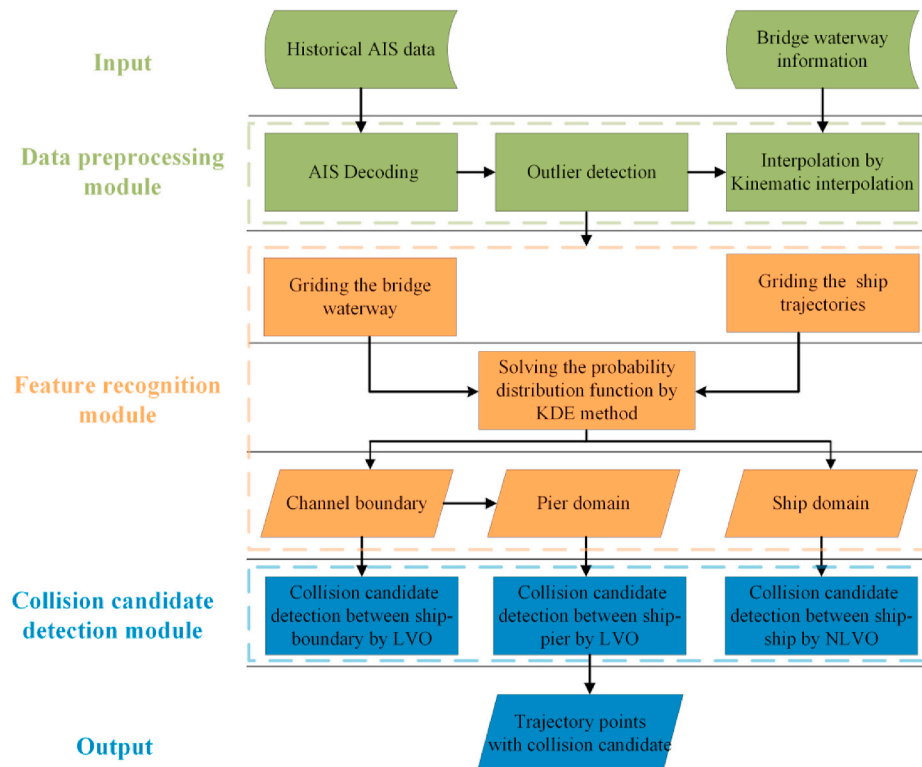 Input
Historical AIS data
Bridge waterway
information
Data preprocessing
module
AIS Decoding
Outlier detection
Interpolation by
Kinematic interpolation
Feature recognition
module
Griding the bridge
waterway
Griding the ship
trajectories
Solving the probability
distribution function by
KDE method
Channel boundary
Pier domain
Ship domain
Collision candidate
detection module
Collision candidate
detection between ship-
boundary by LVO
Collision candidate
detection between ship-
pier by LVO
Collision candidate
detection between ship-
ship by NLVO
Output
Trajectory points
with collision candidate